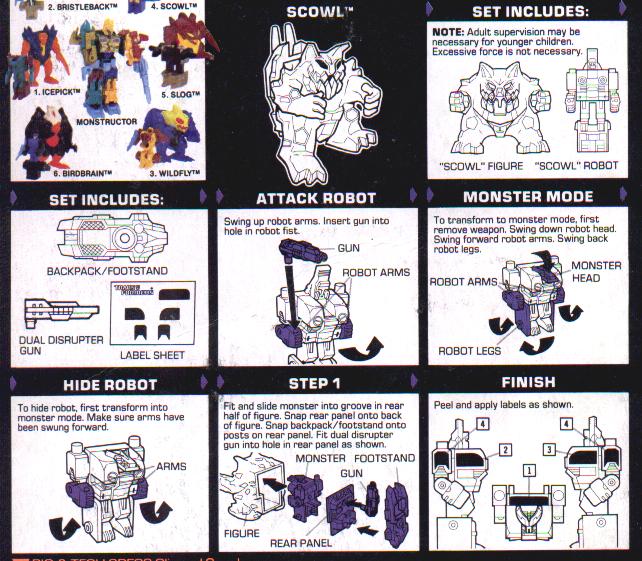 2. BRISTLEBACK™
4. SCOWL™
1. ICEPICK™
5. SLOG™
MONSTRUCTOR
6. BIRDBRAIN™
3. WILDFLY™
SCOWL™
SET INCLUDES:
NOTE: Adult supervision may be
necessary for younger children.
Excessive force is not necessary.
"SCOWL" FIGURE
"SCOWL" ROBOT
SET INCLUDES:
BACKPACK/FOOTSTAND
DUAL DISRUPTER
GUN
TRANSFORMERS
LABEL SHEET
ATTACK ROBOT
Swing up robot arms. Insert gun into
hole in robot fist.
GUN
ROBOT ARMS
MONSTER MODE
To transform to monster mode, first
remove weapon. Swing down robot head.
Swing forward robot arms. Swing back
robot legs.
ROBOT ARMS
MONSTER
HEAD
ROBOT LEGS
HIDE ROBOT
To hide robot, first transform into
monster mode. Make sure arms have
been swung forward.
ARMS
STEP 1
Fit and slide monster into groove in rear
half of figure. Snap rear panel onto back
of figure. Snap backpack/footstand onto
posts on rear panel. Fit dual disrupter
gun into hole in rear panel as shown.
MONSTER
FOOTSTAND
GUN
FIGURE
REAR PANEL
FINISH
Peel and apply labels as shown.
4
4
2
3
1